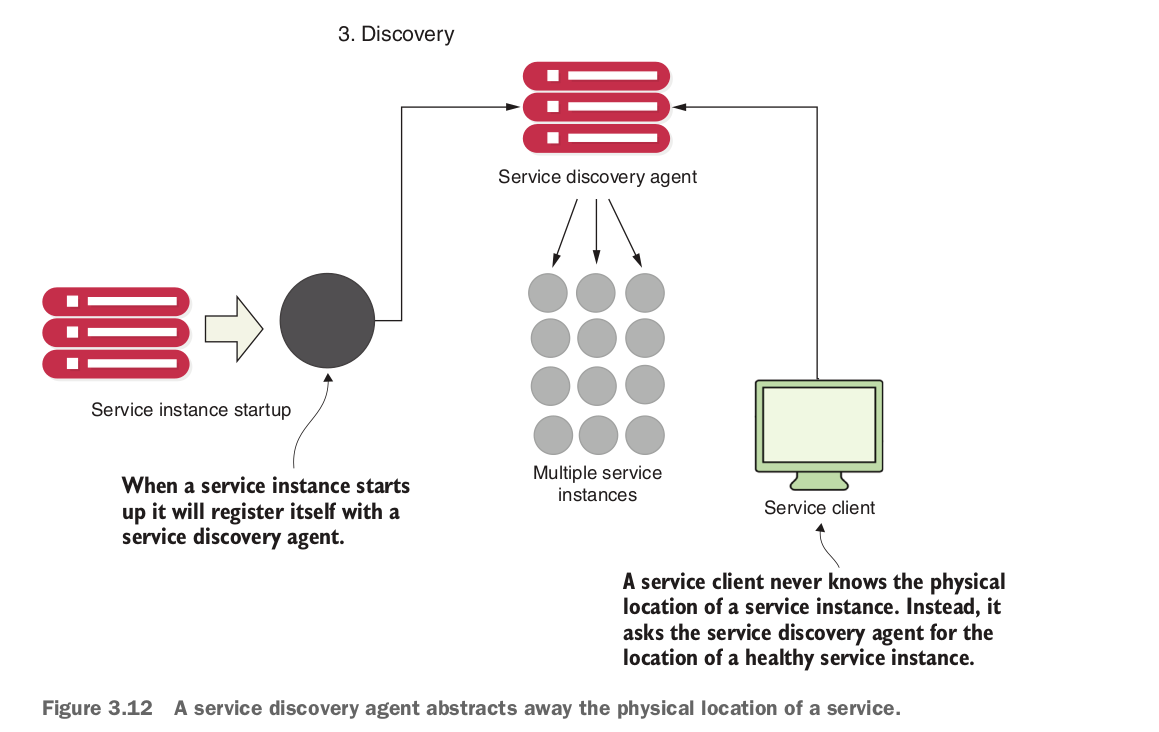 3. Discovery
Service discovery agent
Service instance startup
When a service instance starts
up it will register itself with a
service discovery agent.
Multiple service
instances
Service client
A service client never knows the physical
location of a service instance. Instead, it
asks the service discovery agent for the
location of a healthy service instance.
Figure 3.12 A service discovery agent abstracts away the physical location of a service.